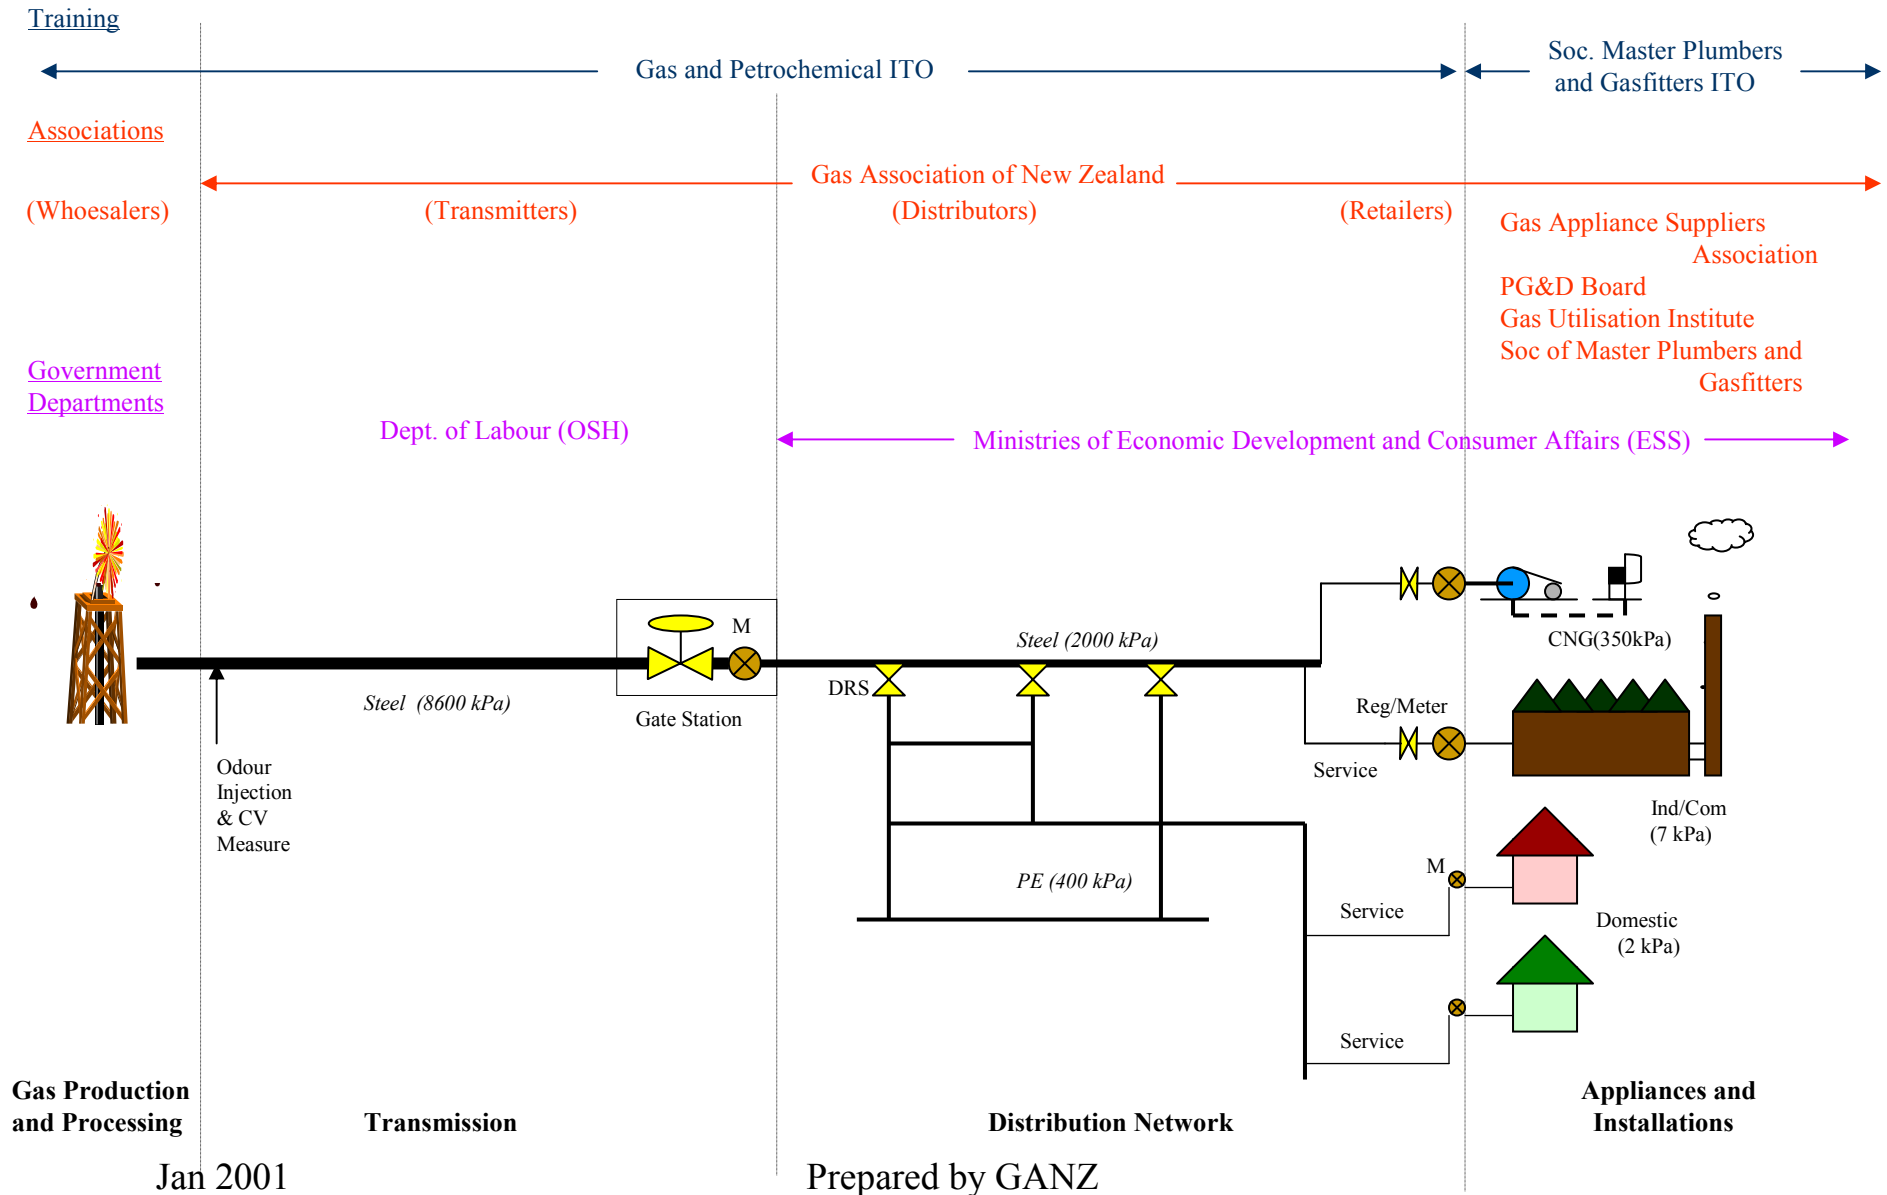 Training
Gas and Petrochemical ITO
Soc. Master Plumbers
and Gasfitters ITO
Associations
Gas Association of New Zealand
(Whoesalers)
(Transmitters)
(Distributors)
(Retailers)
Gas Appliance Suppliers
Association
PG&D Board
Gas Utilisation Institute
Soc of Master Plumbers and
Gasfitters
Government
Departments
Dept. of Labour (OSH)
Ministries of Economic Development and Consumer Affairs (ESS)
M
Steel (2000 kPa)
CNG(350kPa)
DRS
Steel (8600 kPa)
Gate Station
Reg/Meter
Odour
Injection
& CV
Measure
Service
Ind/Com
(7 kPa)
M
PE (400 kPa)
Service
Domestic
(2 kPa)
Service
Gas Production
and Processing
Transmission
Distribution Network
Appliances and
Installations
Jan 2001
Prepared by GANZ